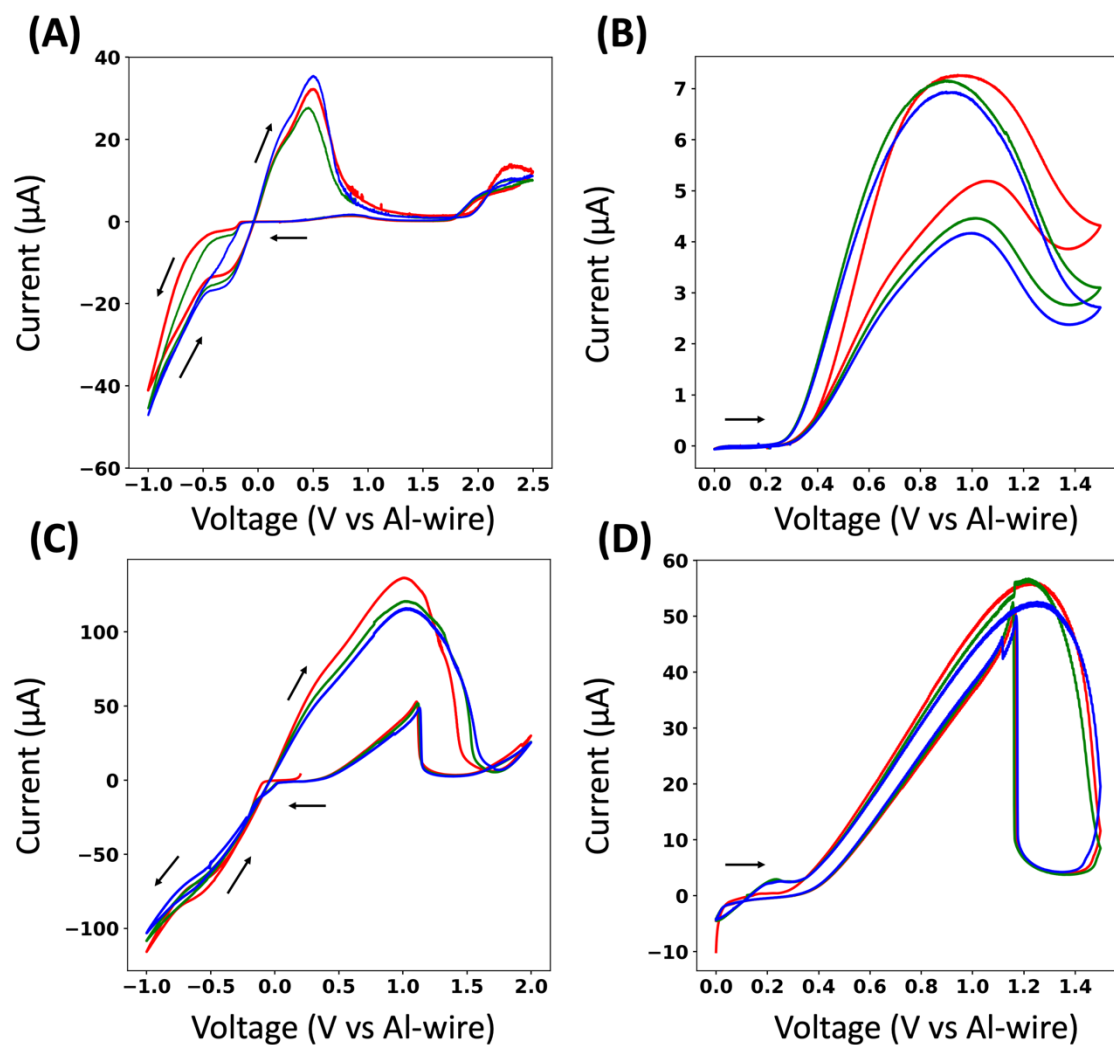 (A)
40
20
0
−20
−40
−60
Current (µA)
−1.0 −0.5 0.0 0.5 1.0 1.5 2.0 2.5
Voltage (V vs Al-wire)
(B)
7
6
5
4
3
2
1
0
Current (µA)
0.0 0.2 0.4 0.6 0.8 1.0 1.2 1.4
Voltage (V vs Al-wire)
(C)
100
50
0
−50
−100
Current (µA)
−1.0 −0.5 0.0 0.5 1.0 1.5 2.0
Voltage (V vs Al-wire)
(D)
60
50
40
30
20
10
0
−10
Current (µA)
0.0 0.2 0.4 0.6 0.8 1.0 1.2 1.4
Voltage (V vs Al-wire)